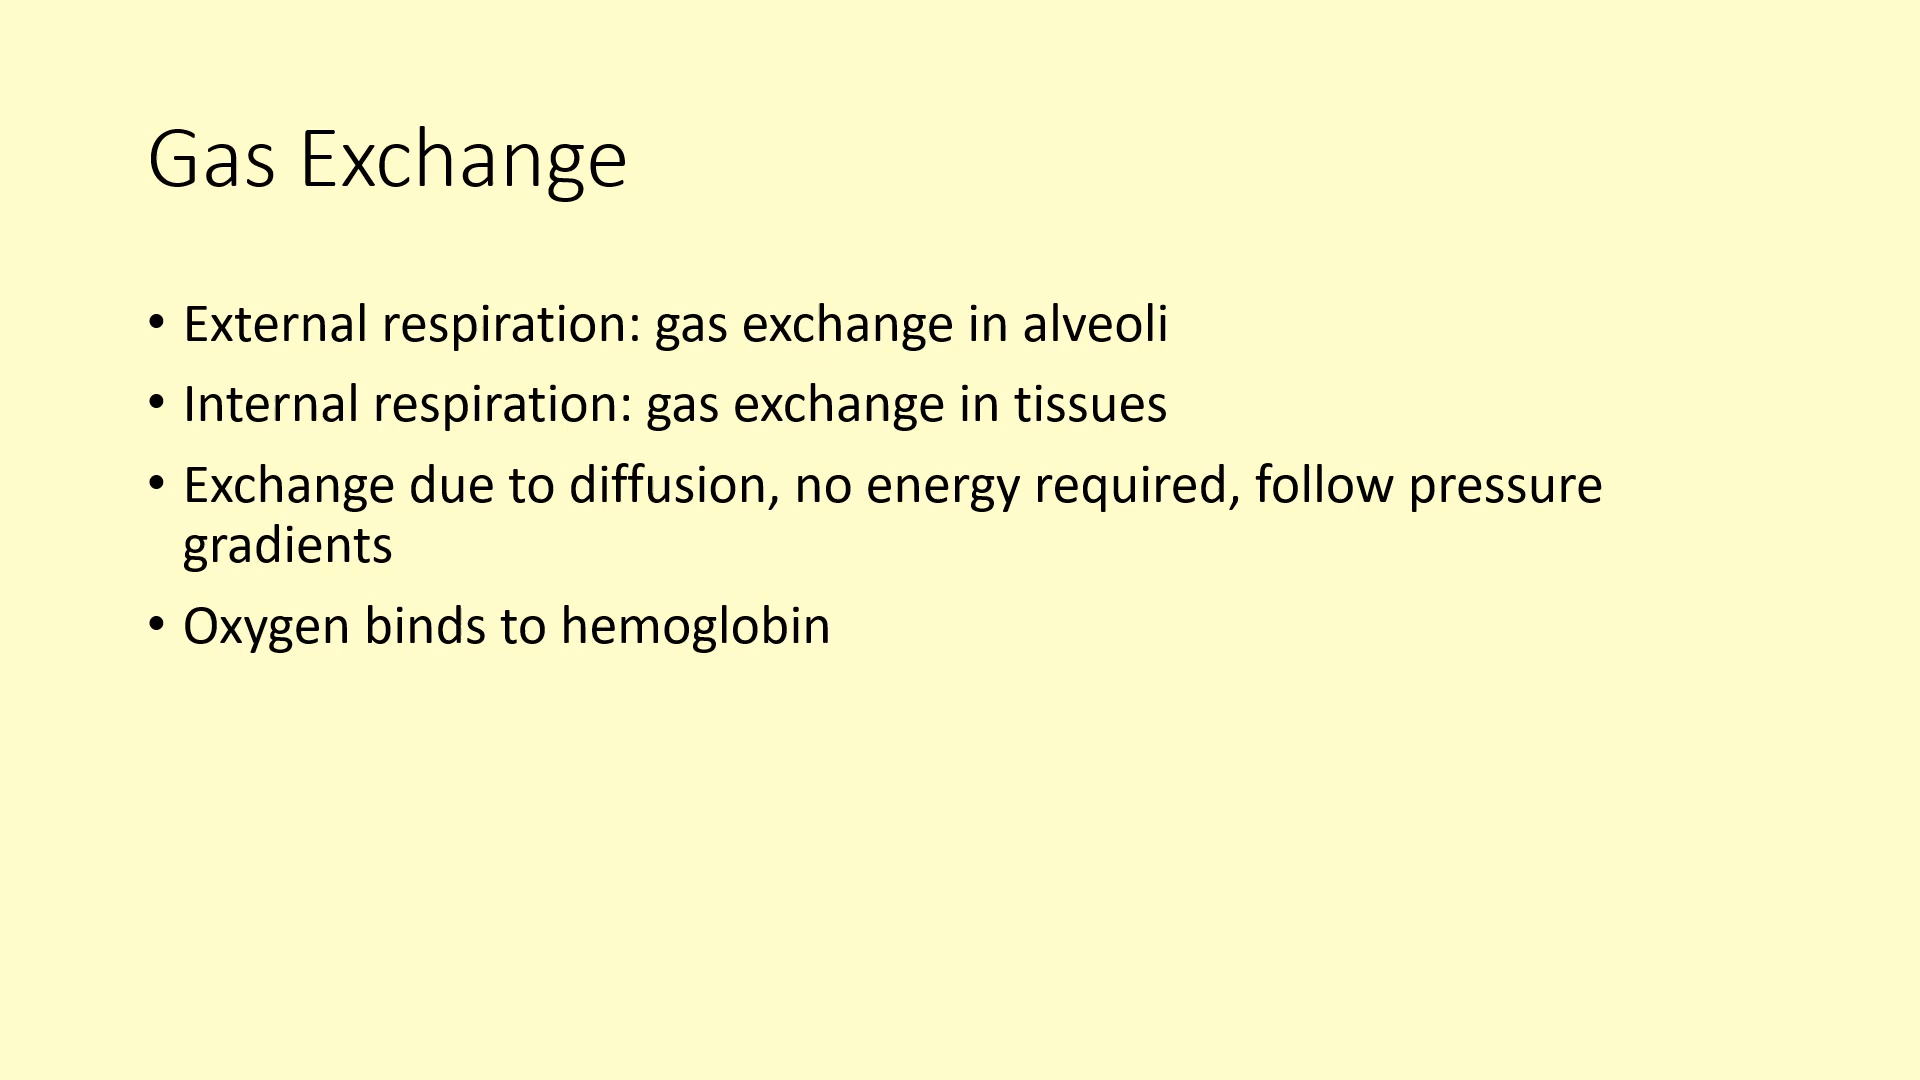 Gas Exchange
• External respiration: gas exchange in alveoli
• Internal respiration: gas exchange in tissues
• Exchange due to diffusion, no energy required, follow pressure
gradients
• Oxygen binds to hemoglobin